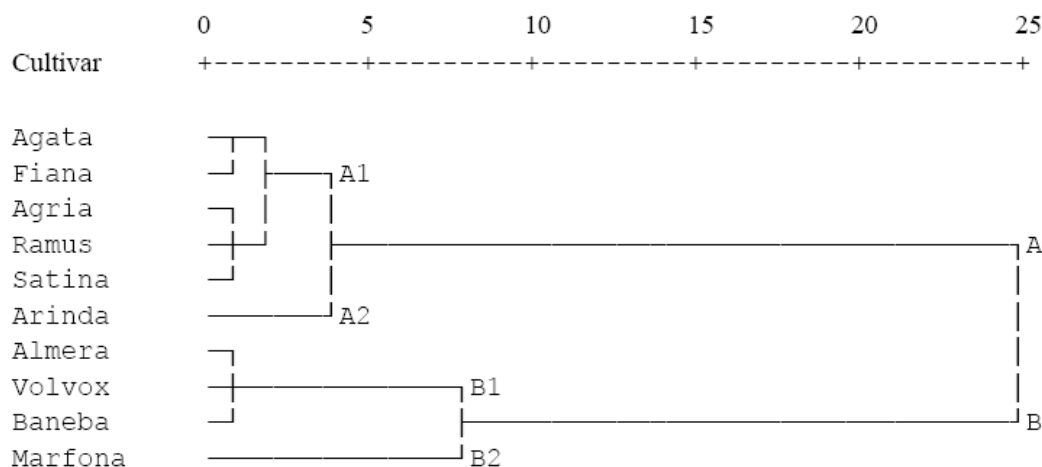 0 5 10 15 20 25
Cultivar +---------+---------+---------+---------+---------+
Agata
Fiana A1
Agria
Ramus A
Satina
Arinda A2
Almera
Volvox B1
Baneba B
Marfona B2